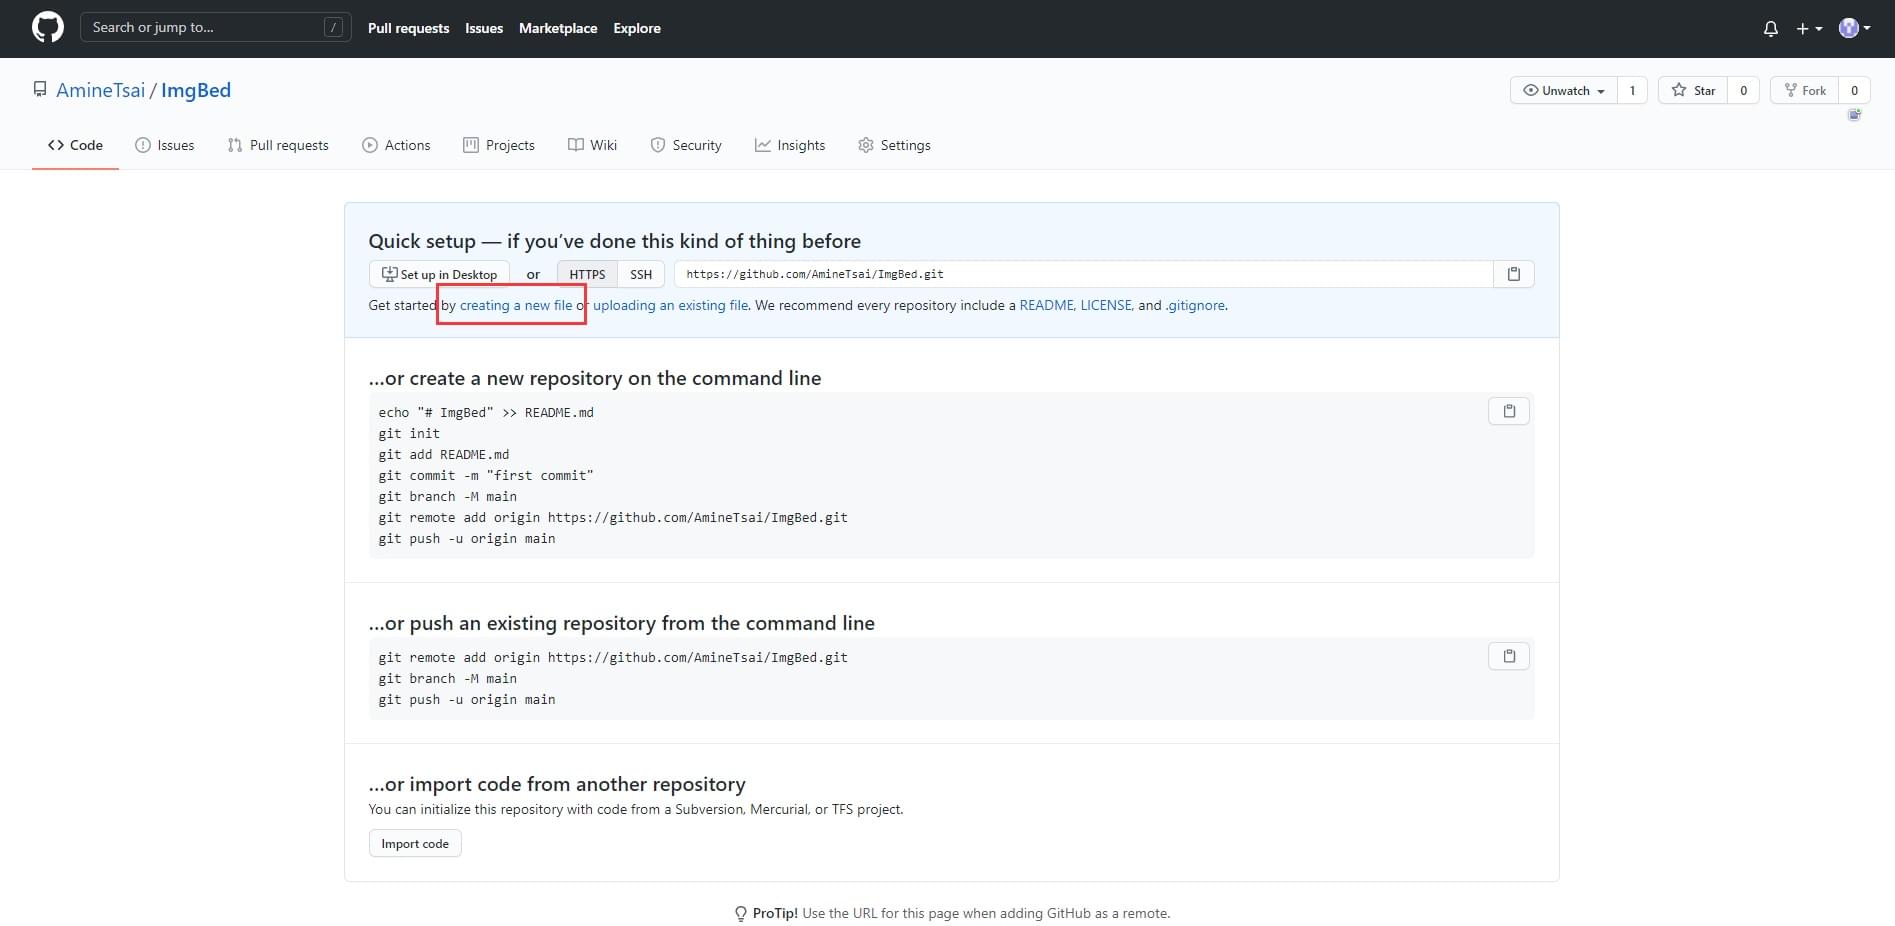 Search or jump to... / Pull requests Issues Marketplace Explore
AmineTsai / ImgBed Unwatch 1 Star 0 Fork 0
Code Issues Pull requests Actions Projects Wiki Security Insights Settings
Quick setup — if you’ve done this kind of thing before
Set up in Desktop or HTTPS SSH https://github.com/AmineTsai/ImgBed.git
Get started by creating a new file or uploading an existing file. We recommend every repository include a README, LICENSE, and .gitignore.
…or create a new repository on the command line
echo "# ImgBed" >> README.md
git init
git add README.md
git commit -m "first commit"
git branch -M main
git remote add origin https://github.com/AmineTsai/ImgBed.git
git push -u origin main
…or push an existing repository from the command line
git remote add origin https://github.com/AmineTsai/ImgBed.git
git branch -M main
git push -u origin main
…or import code from another repository
You can initialize this repository with code from a Subversion, Mercurial, or TFS project.
Import code
ProTip! Use the URL for this page when adding GitHub as a remote.